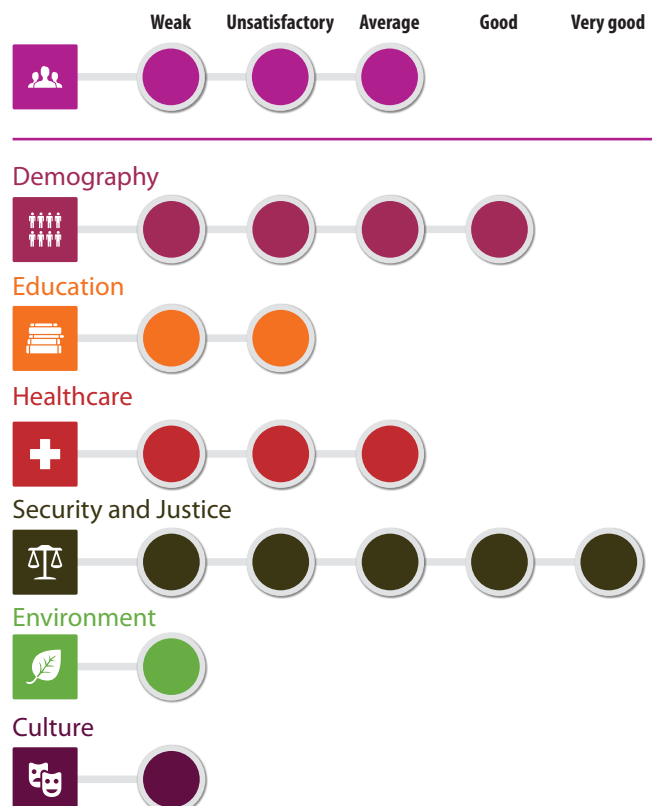 Weak Unsatisfactory Average Good Very good
Demography
Education
Healthcare
Security and Justice
Environment
Culture